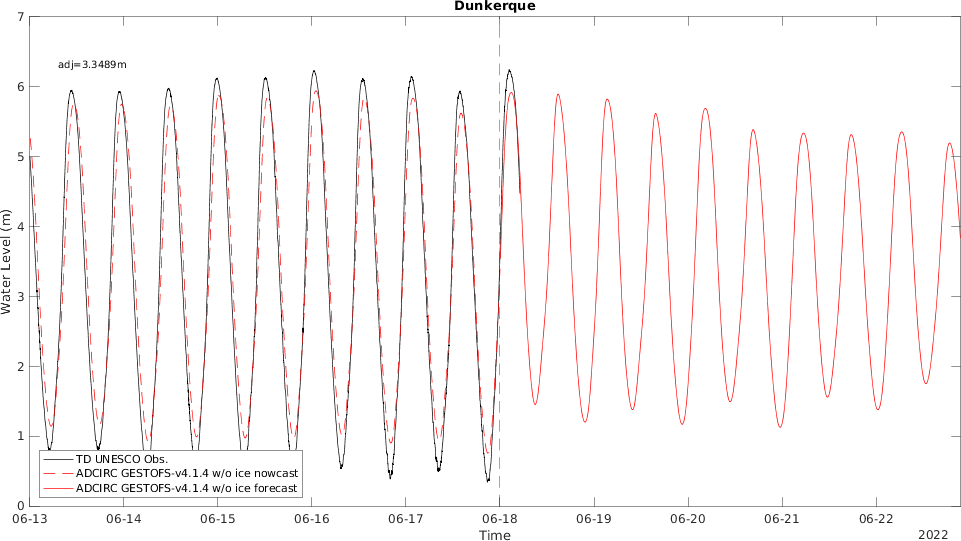 Dunkerque
7
adj=3.3489m
6
5
4
3
2
1
0
Water Level (m)
TD UNESCO Obs.
ADCIRC GESTOFS-v4.1.4 w/o ice nowcast
ADCIRC GESTOFS-v4.1.4 w/o ice forecast
06-13 06-14 06-15 06-16 06-17 06-18 06-19 06-20 06-21 06-22
Time
2022